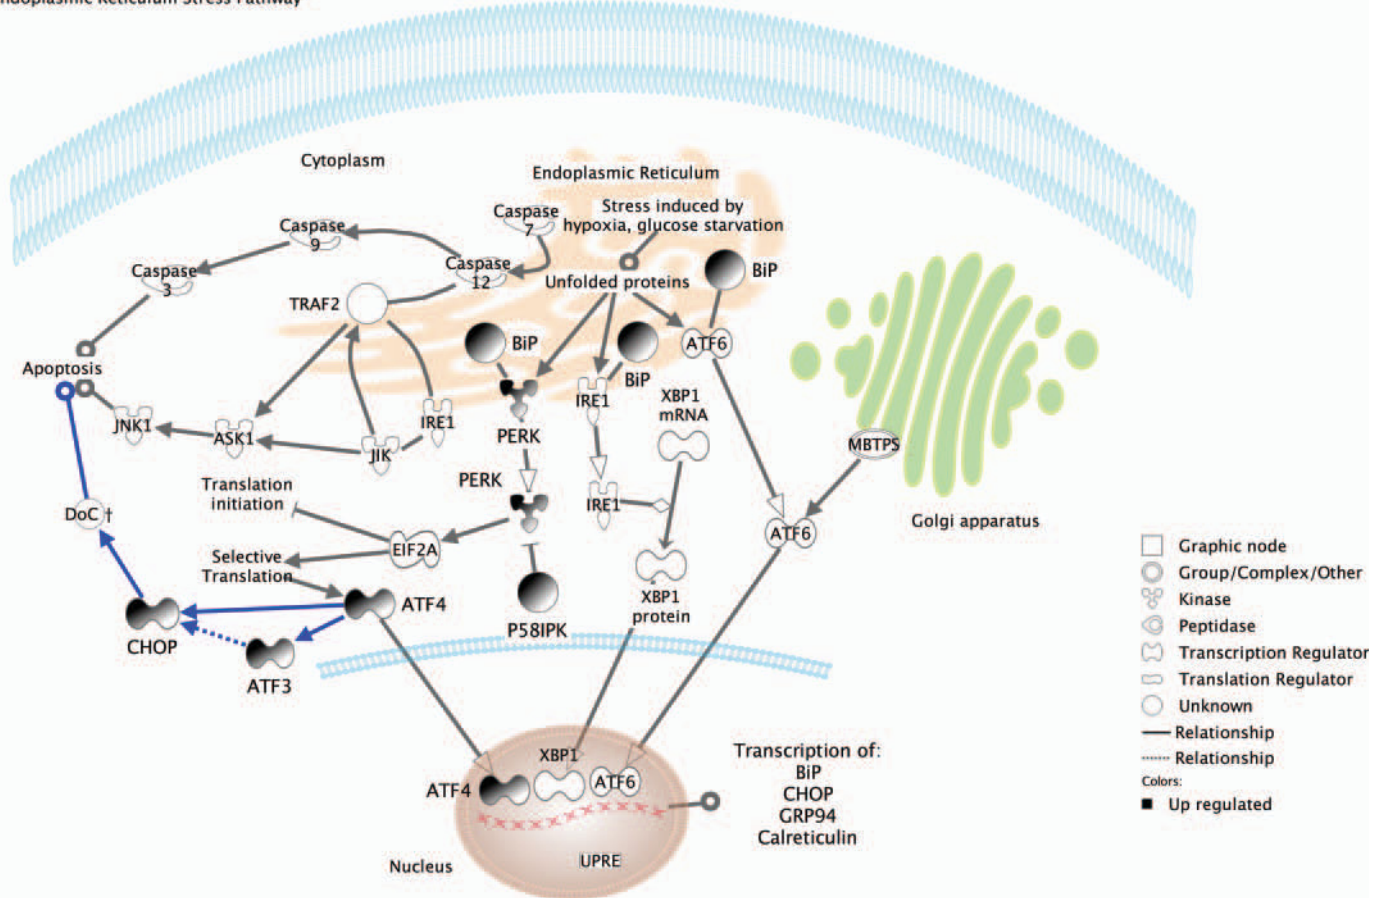 Endoplasmic Reticulum Stress Pathway
Cytoplasm
Endoplasmic Reticulum
Stress induced by
hypoxia, glucose starvation
Caspase
7
Caspase
9
Caspase
12
Caspase
3
Unfolded proteins
BiP
TRAF2
BiP
BiP
ATF6
Apoptosis
JNK1
ASK1
JIK
IRE1
PERK
IRE1
XBP1
mRNA
MBTPS
Golgi apparatus
Translation
initiation
PERK
IRE1
ATF6
DoC †
EIF2A
Selective
Translation
ATF4
CHOP
ATF3
P58IPK
XBP1
protein
XBP1
ATF4
ATF6
UPRE
Nucleus
Transcription of:
BiP
CHOP
GRP94
Calreticulin
Graphic node
Group/Complex/Other
Kinase
Peptidase
Transcription Regulator
Translation Regulator
Unknown
Relationship
Relationship
Colors:
Up regulated